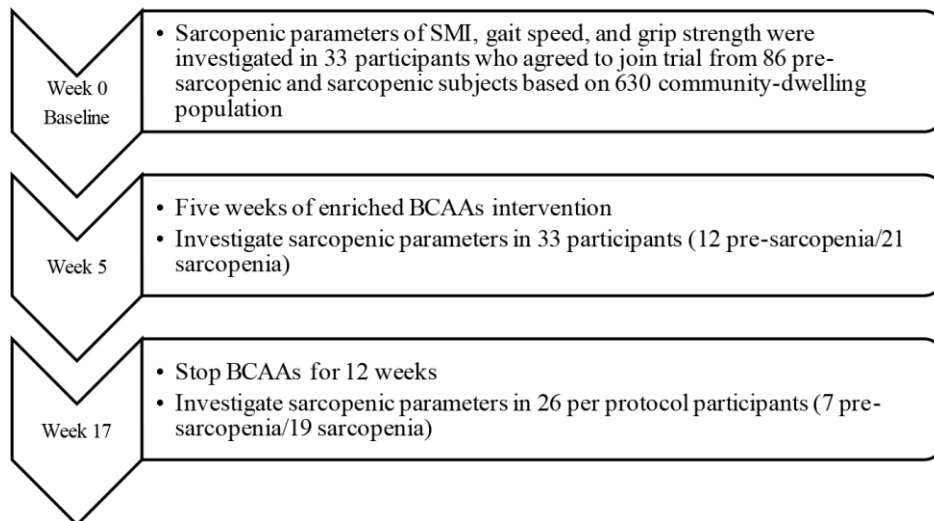 Week 0
Baseline
• Sarcopenic parameters of SMI, gait speed, and grip strength were
investigated in 33 participants who agreed to join trial from 86 pre-
sarcopenic and sarcopenic subjects based on 630 community-dwelling
population
Week 5
• Five weeks of enriched BCAAs intervention
• Investigate sarcopenic parameters in 33 participants (12 pre-sarcopenia/21
sarcopenia)
Week 17
• Stop BCAAs for 12 weeks
• Investigate sarcopenic parameters in 26 per protocol participants (7 pre-
sarcopenia/19 sarcopenia)